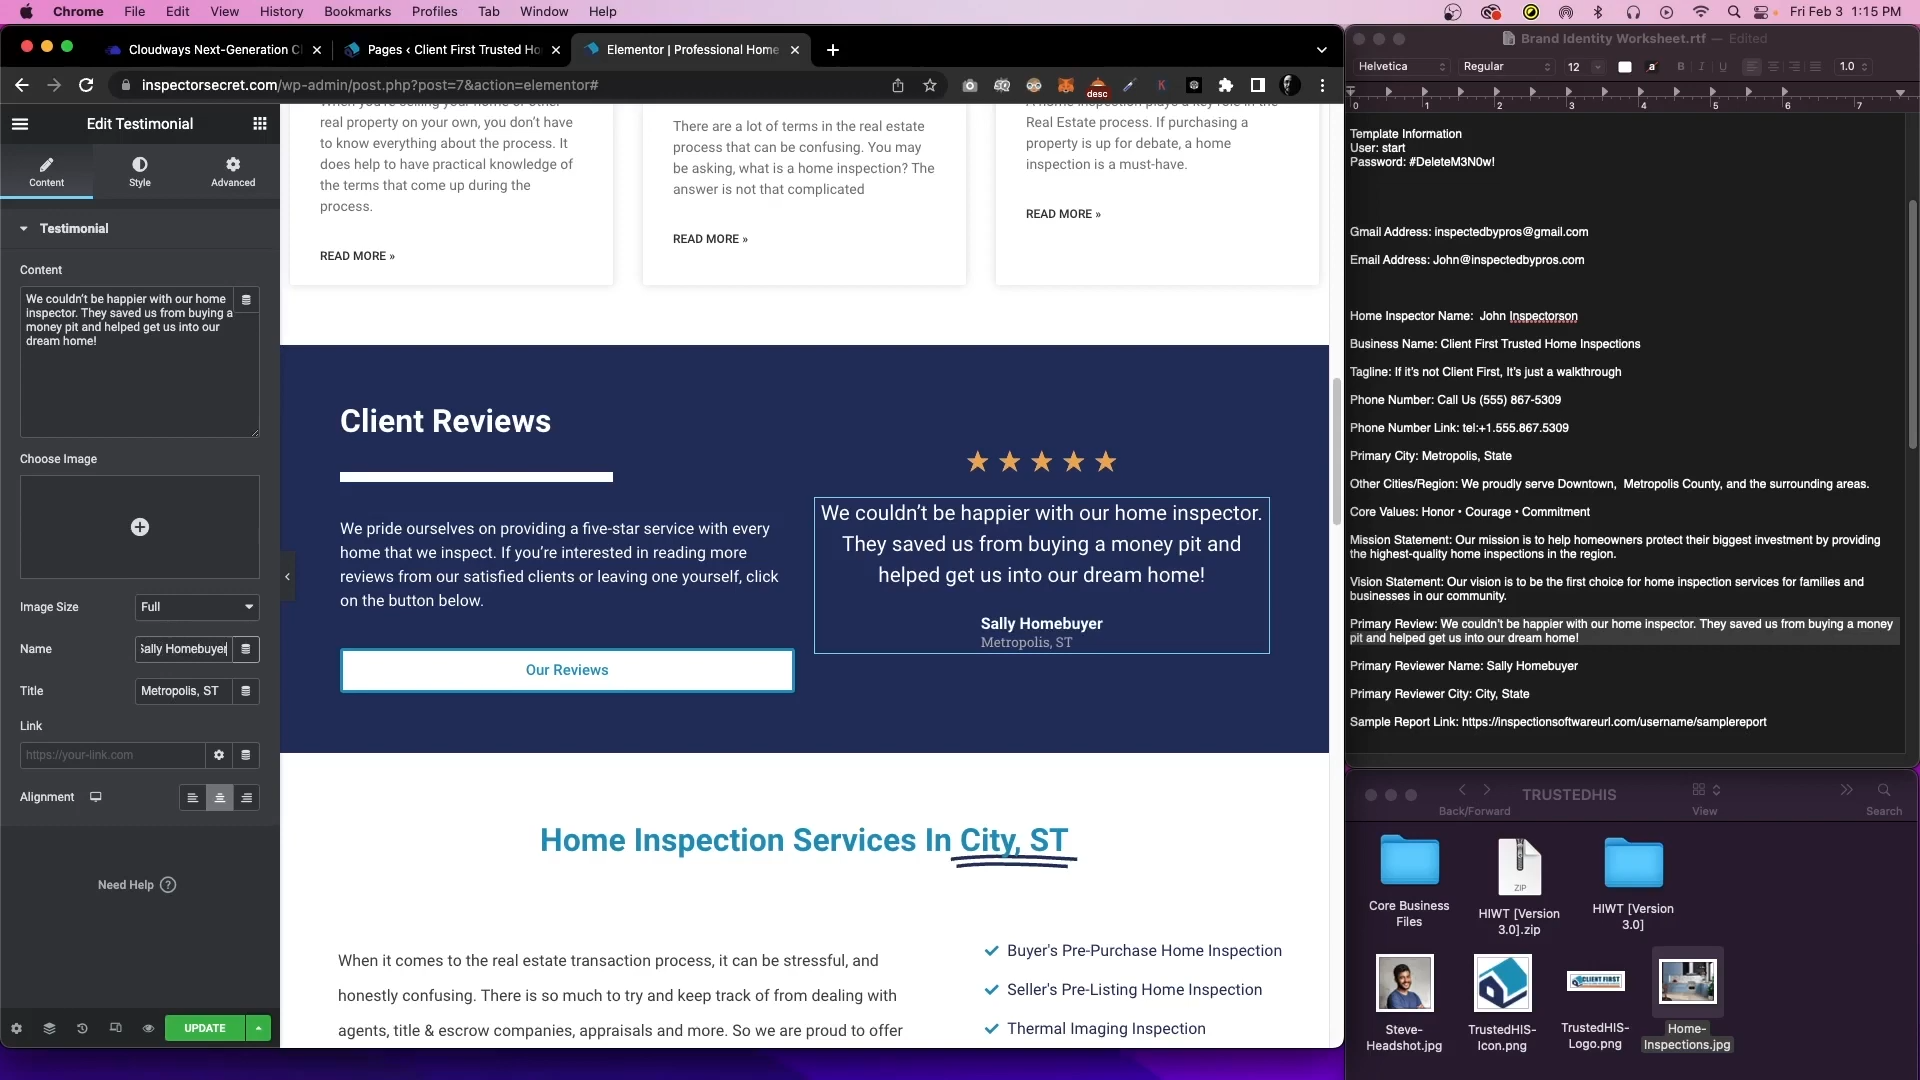 Chrome File Edit View History Bookmarks Profiles Tab Window Help
Fri Feb 3 1:15 PM
Cloudways Next-Generation C
Pages ‹ Client First Trusted Ho
Elementor | Professional Home
inspectorsecret.com/wp-admin/post.php?post=7&action=elementor#
desc
Edit Testimonial
Content
Style
Advanced
Testimonial
Content
We couldn't be happier with our home
inspector. They saved us from buying a
money pit and helped get us into our
dream home!
Choose Image
Image Size
Full
Name
Sally Homebuyer
Title
Metropolis, ST
Link
https://your-link.com
Alignment
Need Help
UPDATE
real property on your own, you don't have
to know everything about the process. It
does help to have practical knowledge of
the terms that come up during the
process.
READ MORE »
There are a lot of terms in the real estate
process that can be confusing. You may
be asking, what is a home inspection? The
answer is not that complicated
READ MORE »
A home inspection plays a key role in the
Real Estate process. If purchasing a
property is up for debate, a home
inspection is a must-have.
READ MORE »
Client Reviews
We pride ourselves on providing a five-star service with every
home that we inspect. If you're interested in reading more
reviews from our satisfied clients or leaving one yourself, click
on the button below.
Our Reviews
We couldn't be happier with our home inspector.
They saved us from buying a money pit and
helped get us into our dream home!
Sally Homebuyer
Metropolis, ST
Home Inspection Services In City, ST
When it comes to the real estate transaction process, it can be stressful, and
honestly confusing. There is so much to try and keep track of from dealing with
agents, title & escrow companies, appraisals and more. So we are proud to offer
Buyer's Pre-Purchase Home Inspection
Seller's Pre-Listing Home Inspection
Thermal Imaging Inspection
Brand Identity Worksheet.rtf — Edited
Helvetica
Regular
12
a
B I U
1.0
0 1 2 3 4 5 6 7
Template Information
User: start
Password: #DeleteM3N0w!
Gmail Address: inspectedbypros@gmail.com
Email Address: John@inspectedbypros.com
Home Inspector Name: John Inspectorson
Business Name: Client First Trusted Home Inspections
Tagline: If it's not Client First, It's just a walkthrough
Phone Number: Call Us (555) 867-5309
Phone Number Link: tel:+1.555.867.5309
Primary City: Metropolis, State
Other Cities/Region: We proudly serve Downtown, Metropolis County, and the surrounding areas.
Core Values: Honor • Courage • Commitment
Mission Statement: Our mission is to help homeowners protect their biggest investment by providing
the highest-quality home inspections in the region.
Vision Statement: Our vision is to be the first choice for home inspection services for families and
businesses in our community.
Primary Review: We couldn't be happier with our home inspector. They saved us from buying a money
pit and helped get us into our dream home!
Primary Reviewer Name: Sally Homebuyer
Primary Reviewer City: City, State
Sample Report Link: https://inspectionsoftwareurl.com/username/samplereport
TRUSTEDHIS
Back/Forward
View
Search
Core Business
Files
ZIP
HIWT [Version
3.0].zip
HIWT [Version
3.0]
Steve-
Headshot.jpg
TrustedHIS-
Icon.png
CLIENT FIRST
TrustedHIS-
Logo.png
Home-
Inspections.jpg